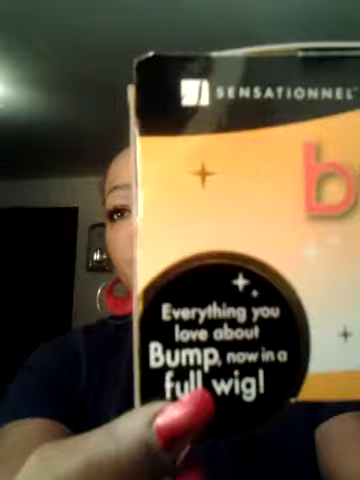 SENSATIONNEL
b
Everything you
love about
Bump, now in a
full wig!